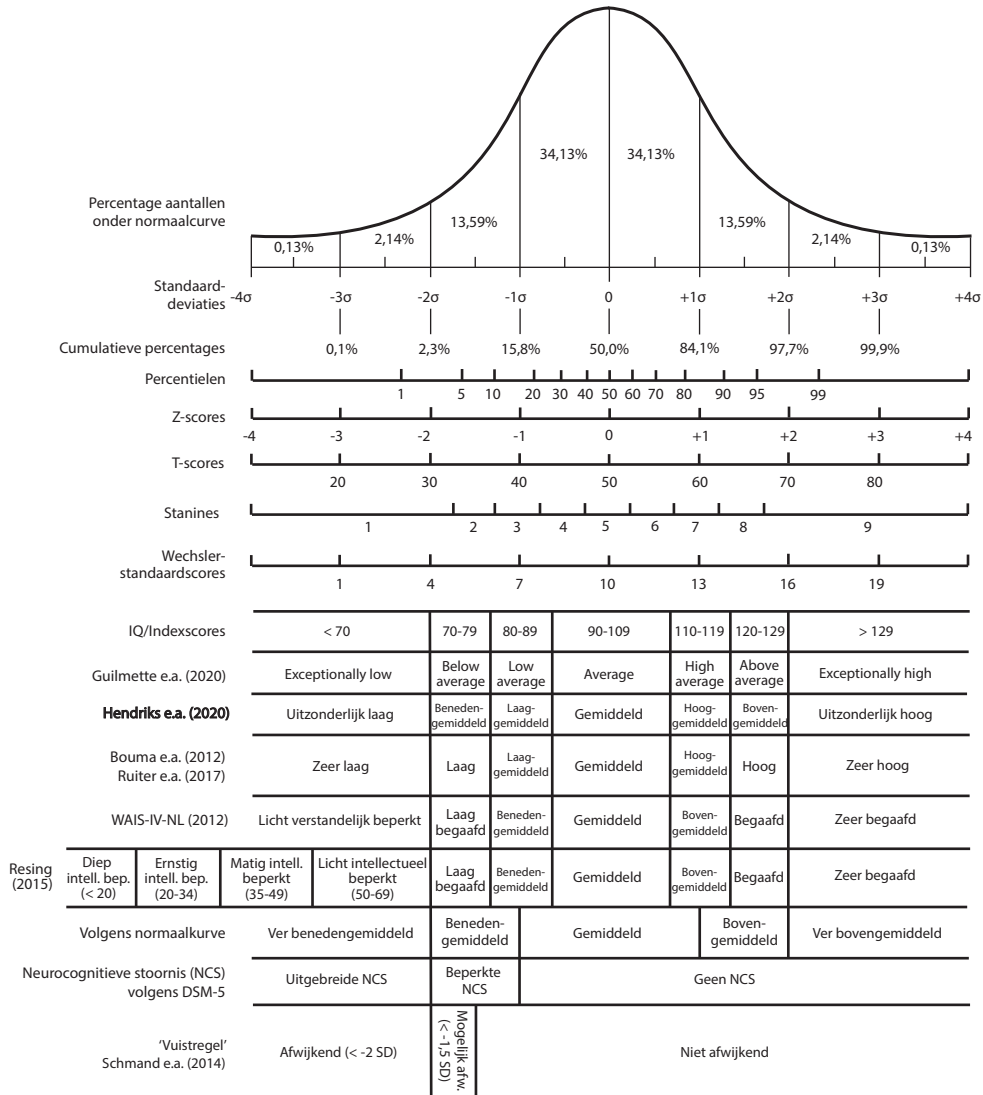 34,13% 34,13%
Percentage aantallen
onder normaalcurve
13,59% 13,59%
0,13% 2,14% 2,14% 0,13%
Standaard-
deviaties
-4σ -3σ -2σ -1σ 0 +1σ +2σ +3σ +4σ
Cumulatieve percentages 0,1% 2,3% 15,8% 50,0% 84,1% 97,7% 99,9%
Percentielen
1 5 10 20 30 40 50 60 70 80 90 95 99
Z-scores
-4 -3 -2 -1 0 +1 +2 +3 +4
T-scores
20 30 40 50 60 70 80
Stanines
1 2 3 4 5 6 7 8 9
Wechsler-
standaardscores
1 4 7 10 13 16 19
IQ/Indexscores < 70 70-79 80-89 90-109 110-119 120-129 > 129
Guilmette e.a. (2020) Exceptionally low Below average Low average Average High average Above average Exceptionally high
Hendriks e.a. (2020) Uitzonderlijk laag Beneden-gemiddeld Laag-gemiddeld Gemiddeld Hoog-gemiddeld Boven-gemiddeld Uitzonderlijk hoog
Bouma e.a. (2012)
Ruiter e.a. (2017)
Zeer laag Laag Laag-gemiddeld Gemiddeld Hoog-gemiddeld Hoog Zeer hoog
WAIS-IV-NL (2012) Licht verstandelijk beperkt Laag begaafd Beneden-gemiddeld Gemiddeld Boven-gemiddeld Begaafd Zeer begaafd
Resing
(2015)
Diep
intell. bep.
(< 20)
Ernstig
intell. bep.
(20-34)
Matig intell.
beperkt
(35-49)
Licht intellectueel
beperkt
(50-69)
Laag
begaafd
Beneden-
gemiddeld
Gemiddeld
Boven-
gemiddeld
Begaafd
Zeer begaafd
Volgens normaalkurve Ver benedengemiddeld Beneden-gemiddeld Gemiddeld Boven-gemiddeld Ver bovengemiddeld
Neurocognitieve stoornis (NCS)
volgens DSM-5
Uitgebreide NCS
Beperkte
NCS
Geen NCS
'Vuistregel'
Schmand e.a. (2014)
Afwijkend (< -2 SD)
Mogelijk afw.
(< -1,5 SD)
Niet afwijkend